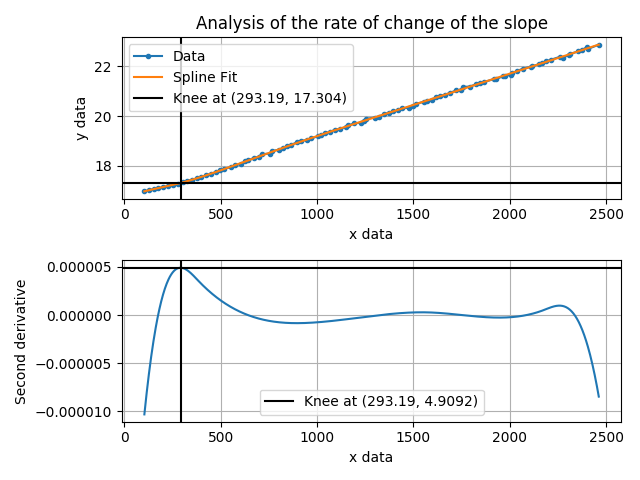 Analysis of the rate of change of the slope
Data
Spline Fit
Knee at (293.19, 17.304)
22
20
18
y data
0 500 1000 1500 2000 2500
x data
0.000005
0.000000
−0.000005
−0.000010
Second derivative
Knee at (293.19, 4.9092)
0 500 1000 1500 2000 2500
x data